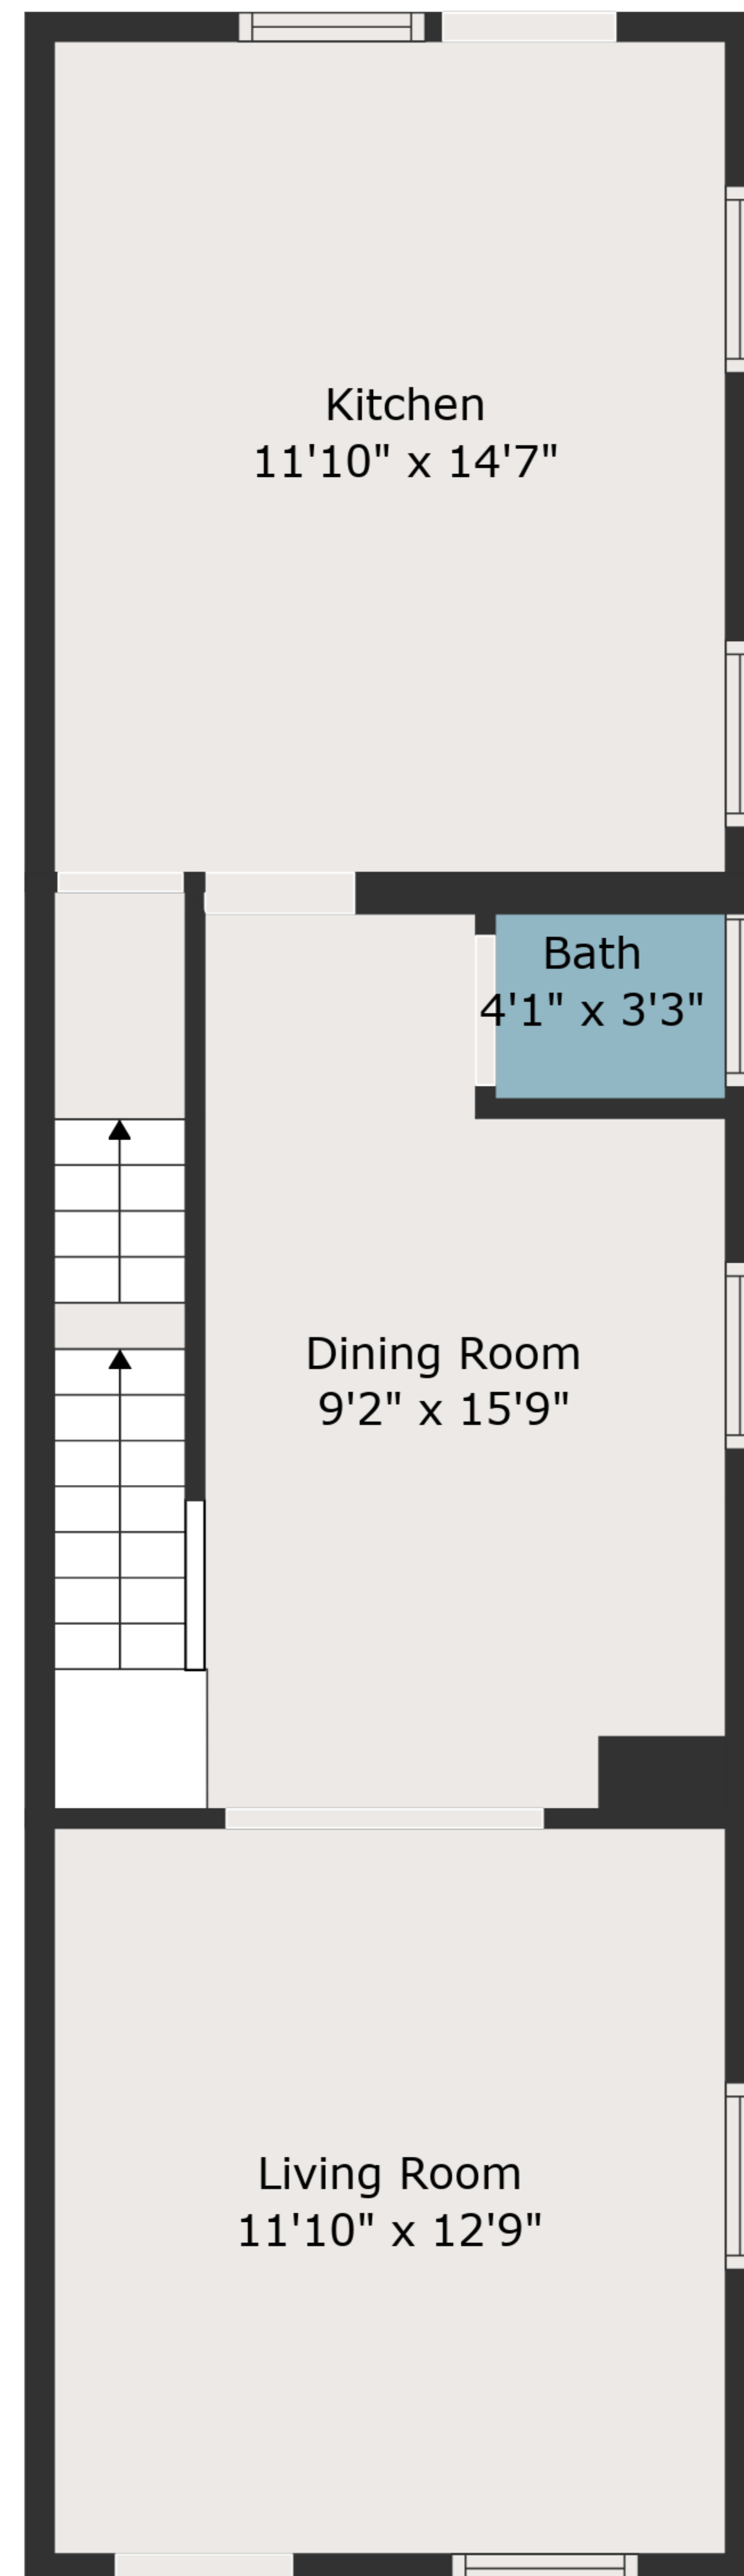 Kitchen
11'10" x 14'7"
Bath
4'1" x 3'3"
Dining Room
9'2" x 15'9"
Living Room
11'10" x 12'9"